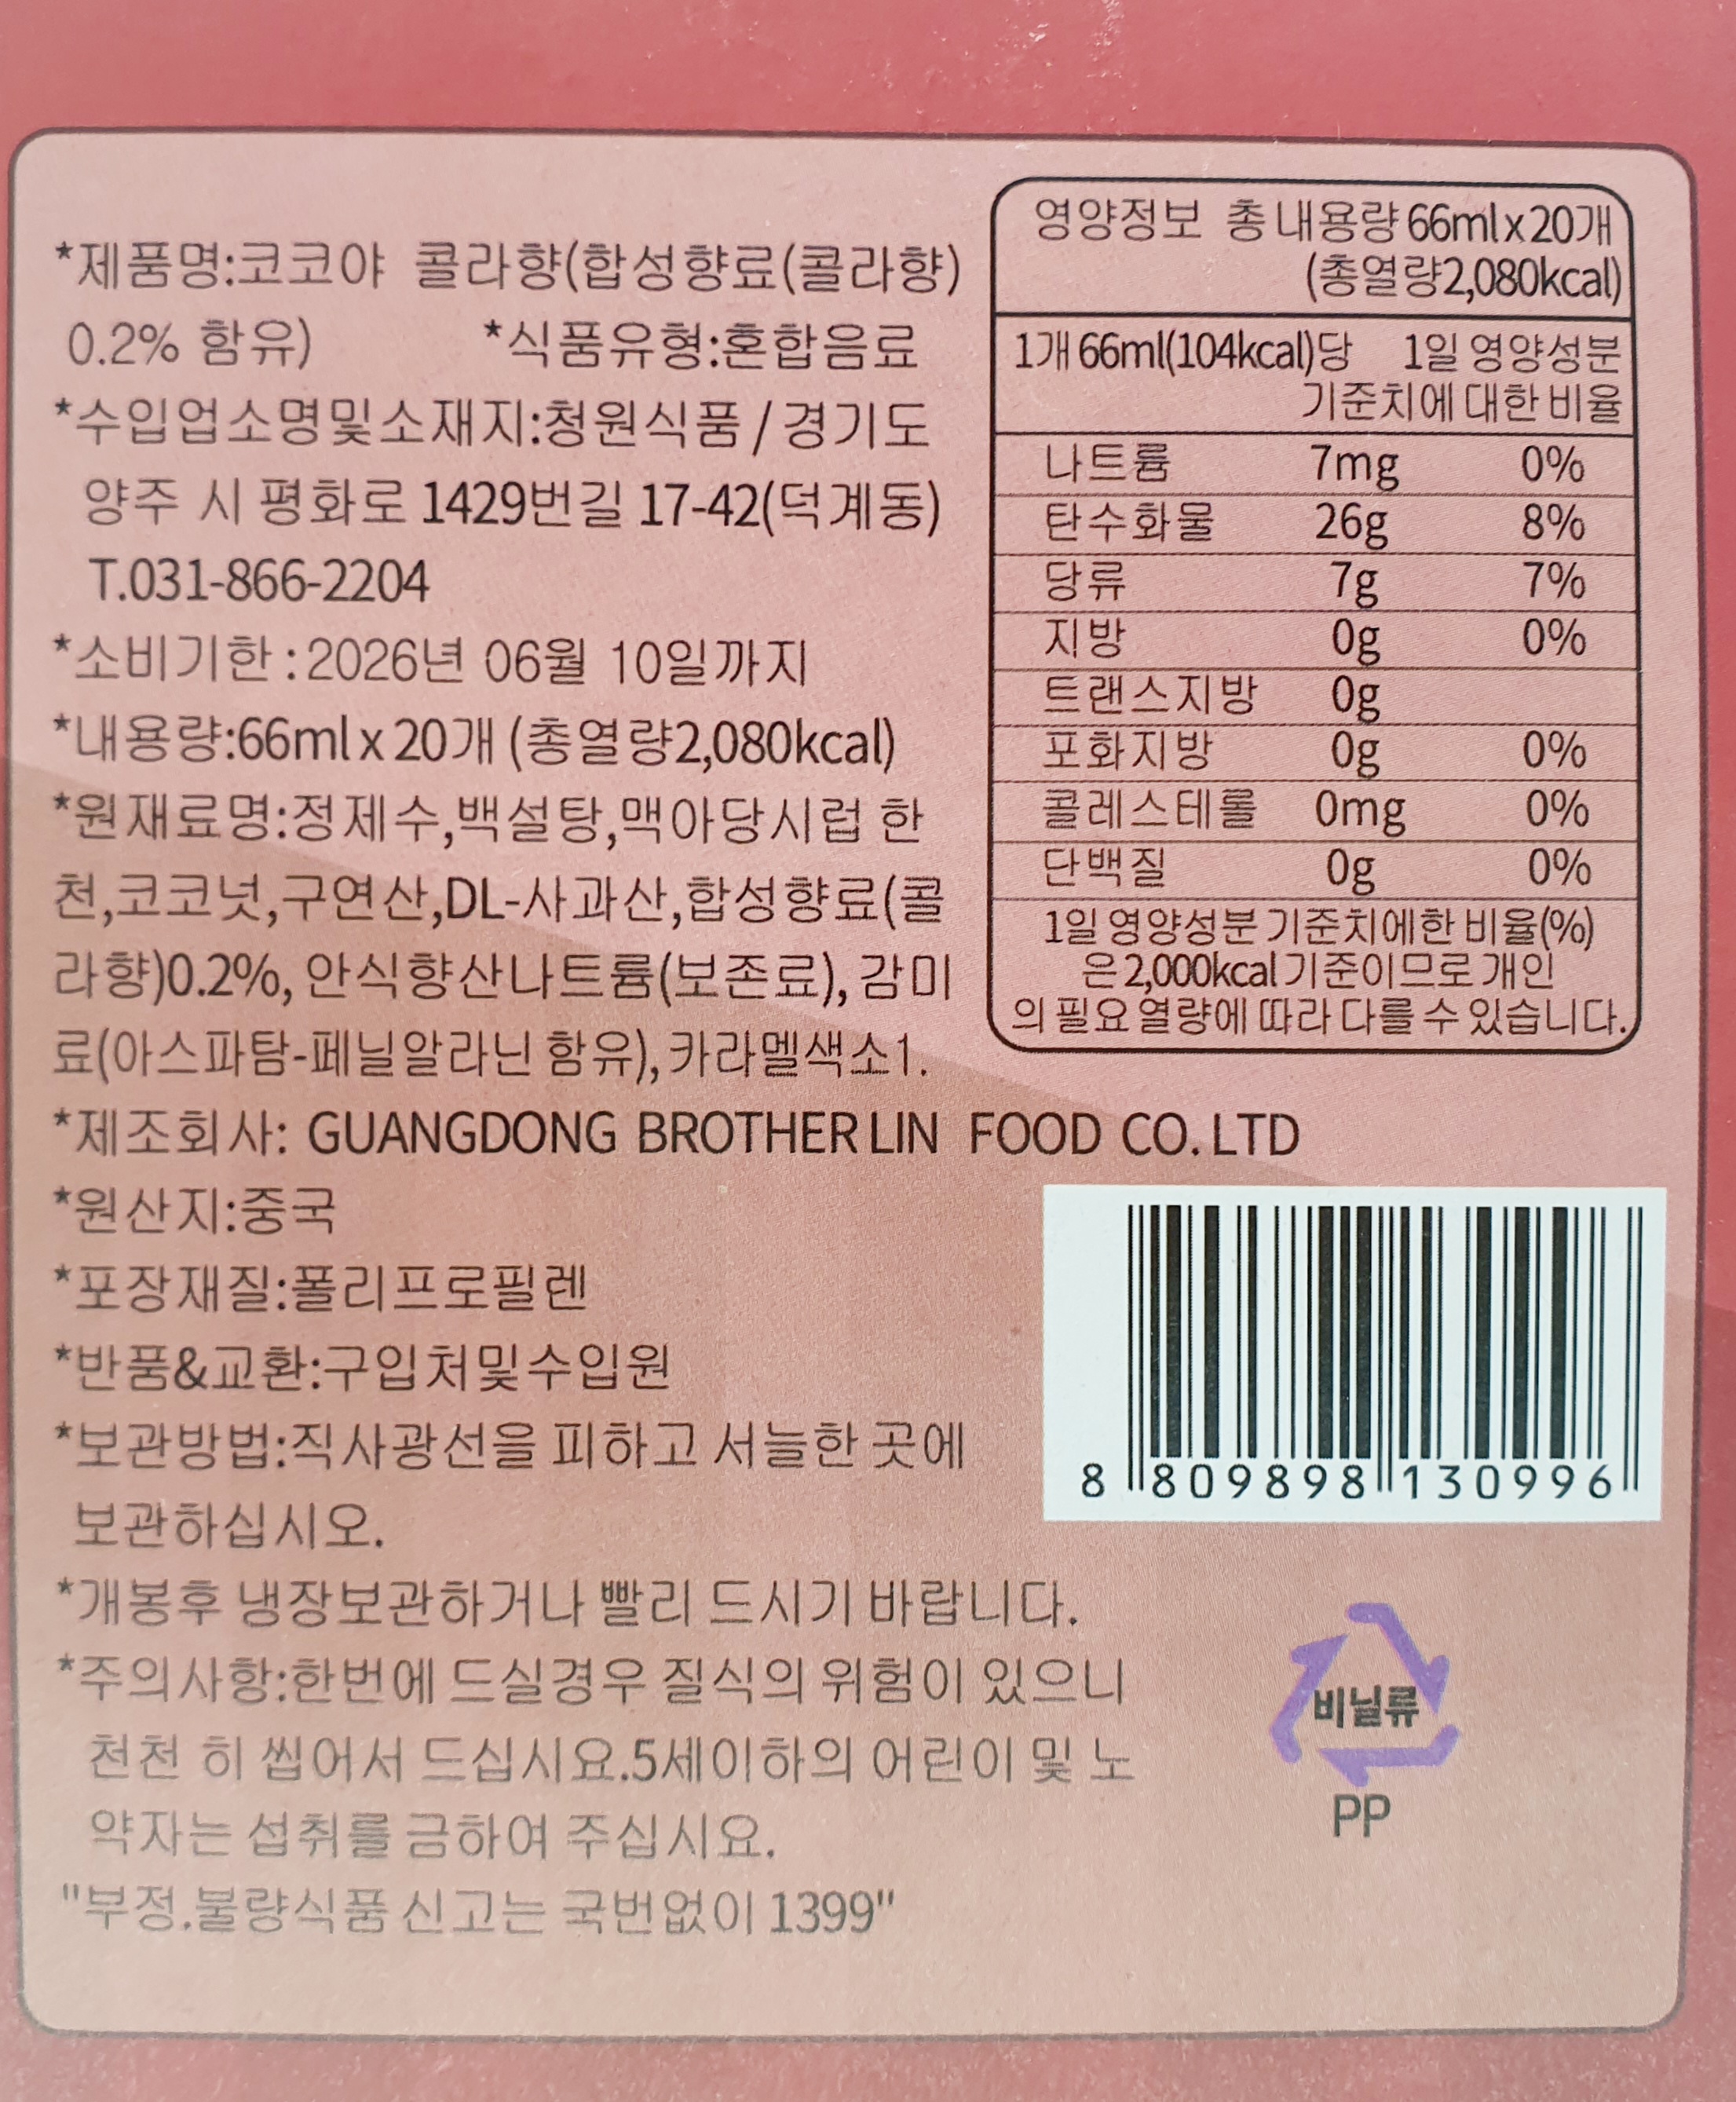 *제품명:코코야 콜라향(합성향료(콜라향)
0.2% 함유) *식품유형:혼합음료
*수입업소명및소재지:청원식품 / 경기도
양주 시 평화로 1429번길 17-42(덕계동)
T.031-866-2204
*소비기한 : 2026년 06월 10일까지
*내용량:66ml x 20개 (총열량2,080kcal)
*원재료명:정제수,백설탕,맥아당시럽 한
천,코코넛,구연산,DL-사과산,합성향료(콜
라향)0.2%, 안식향산나트륨(보존료), 감미
료(아스파탐-페닐알라닌 함유), 카라멜색소1.
*제조회사: GUANGDONG BROTHER LIN FOOD CO. LTD
*원산지:중국
*포장재질:폴리프로필렌
*반품&교환:구입처및수입원
*보관방법:직사광선을 피하고 서늘한 곳에
보관하십시오.
*개봉후 냉장보관하거나 빨리 드시기 바랍니다.
*주의사항:한번에 드실경우 질식의 위험이 있으니
천천 히 씹어서 드십시요.5세이하의 어린이 및 노
약자는 섭취를 금하여 주십시요.
"부정.불량식품 신고는 국번없이 1399"
영양정보 총 내용량 66ml x 20개
(총열량2,080kcal)
1개 66ml(104kcal)당 1일 영양성분
기준치에 대한 비율
나트륨 7mg 0%
탄수화물 26g 8%
당류 7g 7%
지방 0g 0%
트랜스지방 0g
포화지방 0g 0%
콜레스테롤 0mg 0%
단백질 0g 0%
1일 영양성분 기준치에한 비율(%)
은 2,000kcal 기준이므로 개인
의 필요 열량에 따라 다를 수 있습니다.
8 809898 130996
비닐류
PP